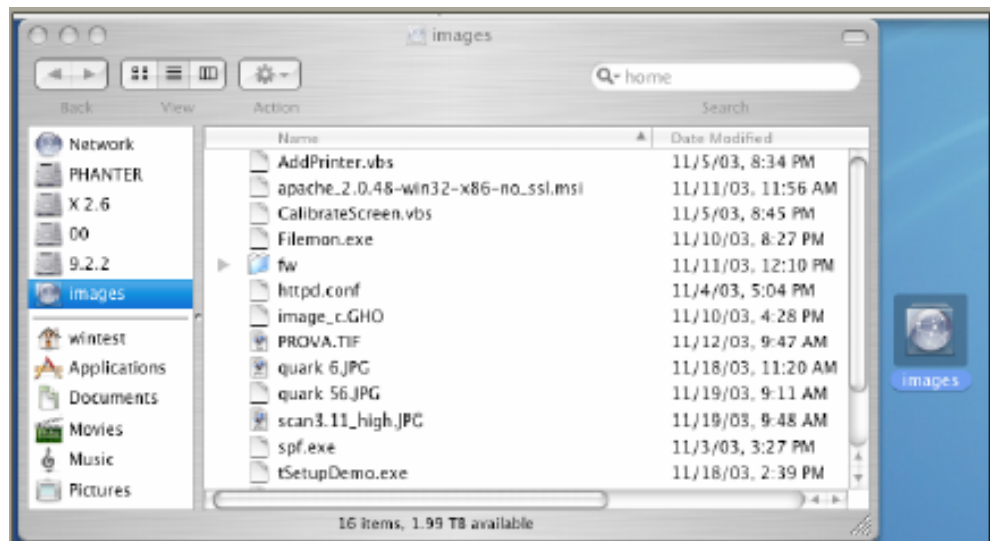 images
home
Back View Action Search
Name Date Modified
Network
PHANTER
X 2.6
00
9.2.2
images
wintest
Applications
Documents
Movies
Music
Pictures
AddPrinter.vbs 11/5/03, 8:34 PM
apache_2.0.48-win32-x86-no_ssl.msi 11/11/03, 11:56 AM
CalibrateScreen.vbs 11/5/03, 8:45 PM
Filemon.exe 11/10/03, 8:27 PM
fw 11/11/03, 12:10 PM
httpd.conf 11/4/03, 5:04 PM
image_c.GHO 11/10/03, 4:28 PM
PROVA.TIF 11/12/03, 9:47 AM
quark 6.JPG 11/18/03, 11:20 AM
quark 56.JPG 11/19/03, 9:11 AM
scan3.11_high.JPG 11/19/03, 9:48 AM
spf.exe 11/3/03, 3:27 PM
tSetupDemo.exe 11/18/03, 2:39 PM
16 items, 1.99 TB available
images